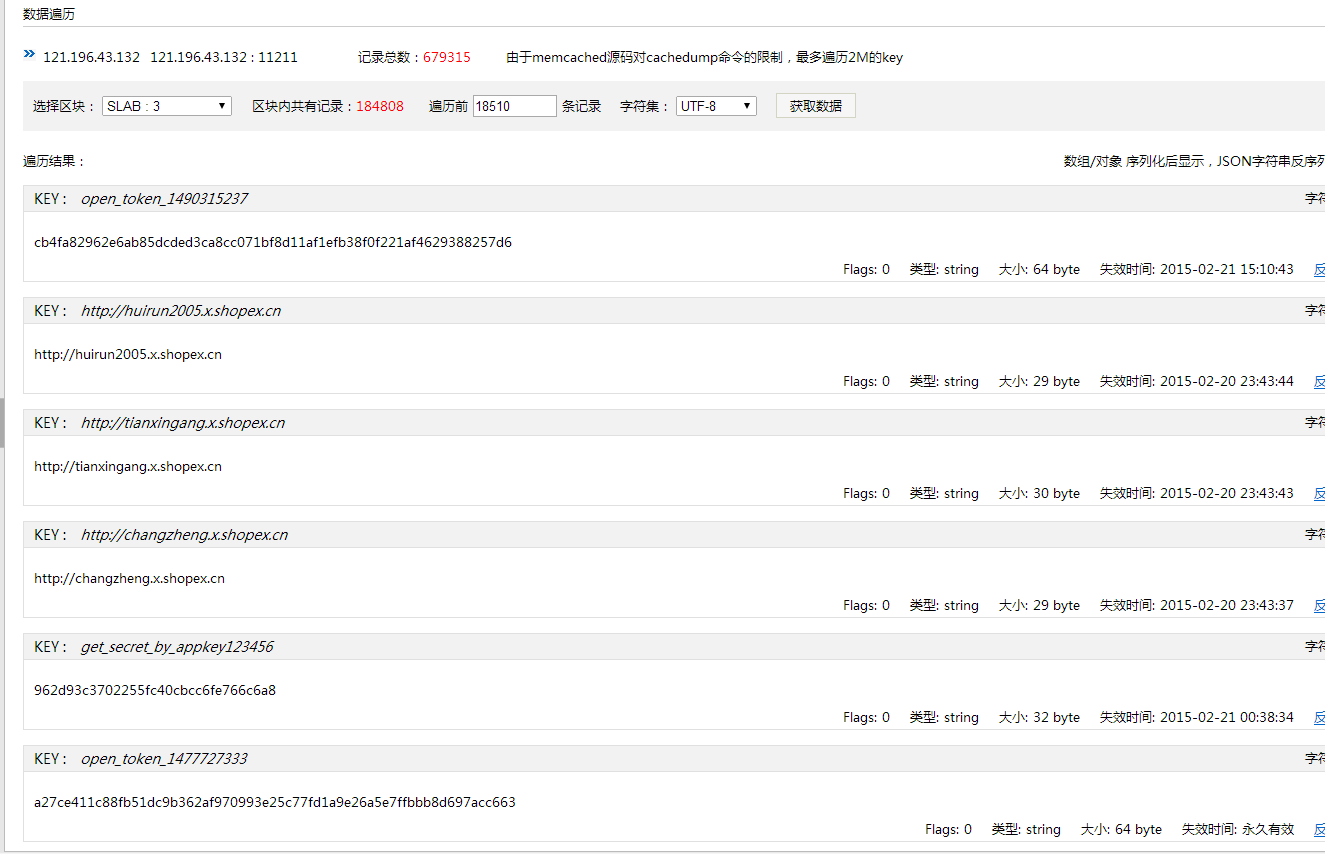 数据遍历
121.196.43.132 121.196.43.132 : 11211 记录总数：679315 由于memcached源码对cachedump命令的限制，最多遍历2M的key
选择区块： SLAB : 3 区块内共有记录：184808 遍历前 18510 条记录 字符集： UTF-8 获取数据
遍历结果： 数组/对象 序列化后显示，JSON字符串反序列
KEY : open_token_1490315237 字符
cb4fa82962e6ab85dcded3ca8cc071bf8d11af1efb38f0f221af4629388257d6
Flags: 0 类型: string 大小: 64 byte 失效时间: 2015-02-21 15:10:43 反
KEY : http://huirun2005.x.shopex.cn 字符
http://huirun2005.x.shopex.cn
Flags: 0 类型: string 大小: 29 byte 失效时间: 2015-02-20 23:43:44 反
KEY : http://tianxingang.x.shopex.cn 字符
http://tianxingang.x.shopex.cn
Flags: 0 类型: string 大小: 30 byte 失效时间: 2015-02-20 23:43:43 反
KEY : http://changzheng.x.shopex.cn 字符
http://changzheng.x.shopex.cn
Flags: 0 类型: string 大小: 29 byte 失效时间: 2015-02-20 23:43:37 反
KEY : get_secret_by_appkey123456 字符
962d93c3702255fc40cbcc6fe766c6a8
Flags: 0 类型: string 大小: 32 byte 失效时间: 2015-02-21 00:38:34 反
KEY : open_token_1477727333 字符
a27ce411c88fb51dc9b362af970993e25c77fd1a9e26a5e7ffbbb8d697acc663
Flags: 0 类型: string 大小: 64 byte 失效时间: 永久有效 反